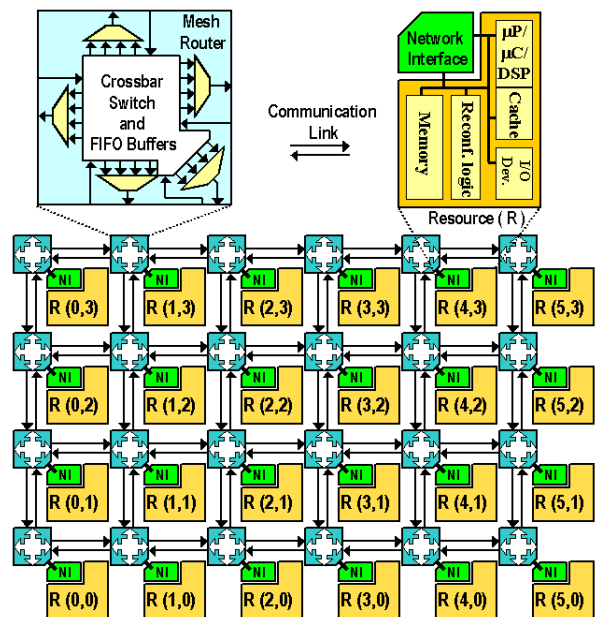 Mesh
Router
Crossbar
Switch
and
FIFO Buffers
Communication
Link
Network
Interface
µP/
µC/
DSP
Cache
Memory
Reconf. logic
I/O
Dev.
Resource ( R )
NI NI NI NI NI NI
R (0,3) R (1,3) R (2,3) R (3,3) R (4,3) R (5,3)
NI NI NI NI NI NI
R (0,2) R (1,2) R (2,2) R (3,2) R (4,2) R (5,2)
NI NI NI NI NI NI
R (0,1) R (1,1) R (2,1) R (3,1) R (4,1) R (5,1)
NI NI NI NI NI NI
R (0,0) R (1,0) R (2,0) R (3,0) R (4,0) R (5,0)